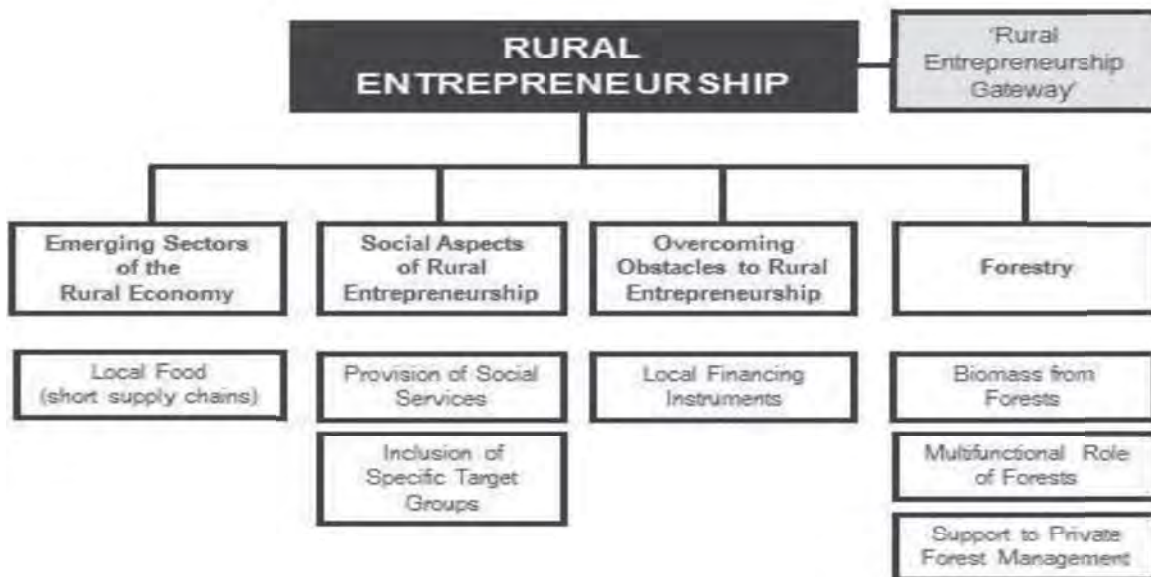 RURAL
ENTREPRENEURSHIP
'Rural
Entrepreneurship
Gateway'
Emerging Sectors
of the
Rural Economy
Social Aspects
of Rural
Entrepreneurship
Overcoming
Obstacles to Rural
Entrepreneurship
Forestry
Local Food
(short supply chains)
Provision of Social
Services
Inclusion of
Specific Target
Groups
Local Financing
Instruments
Biomass from
Forests
Multifunctional Role
of Forests
Support to Private
Forest Management